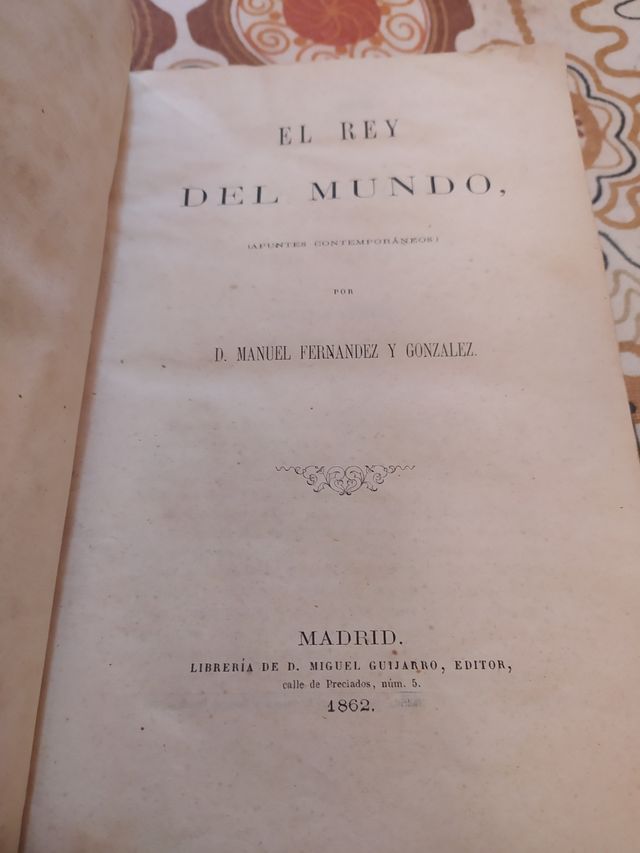 EL REY
DEL MUNDO,
(APUNTES CONTEMPORÁNEOS)
POR
D. MANUEL FERNANDEZ Y GONZALEZ.
MADRID.
LIBRERÍA DE D. MIGUEL GUIJARRO, EDITOR,
calle de Preciados, núm. 5.
1862.